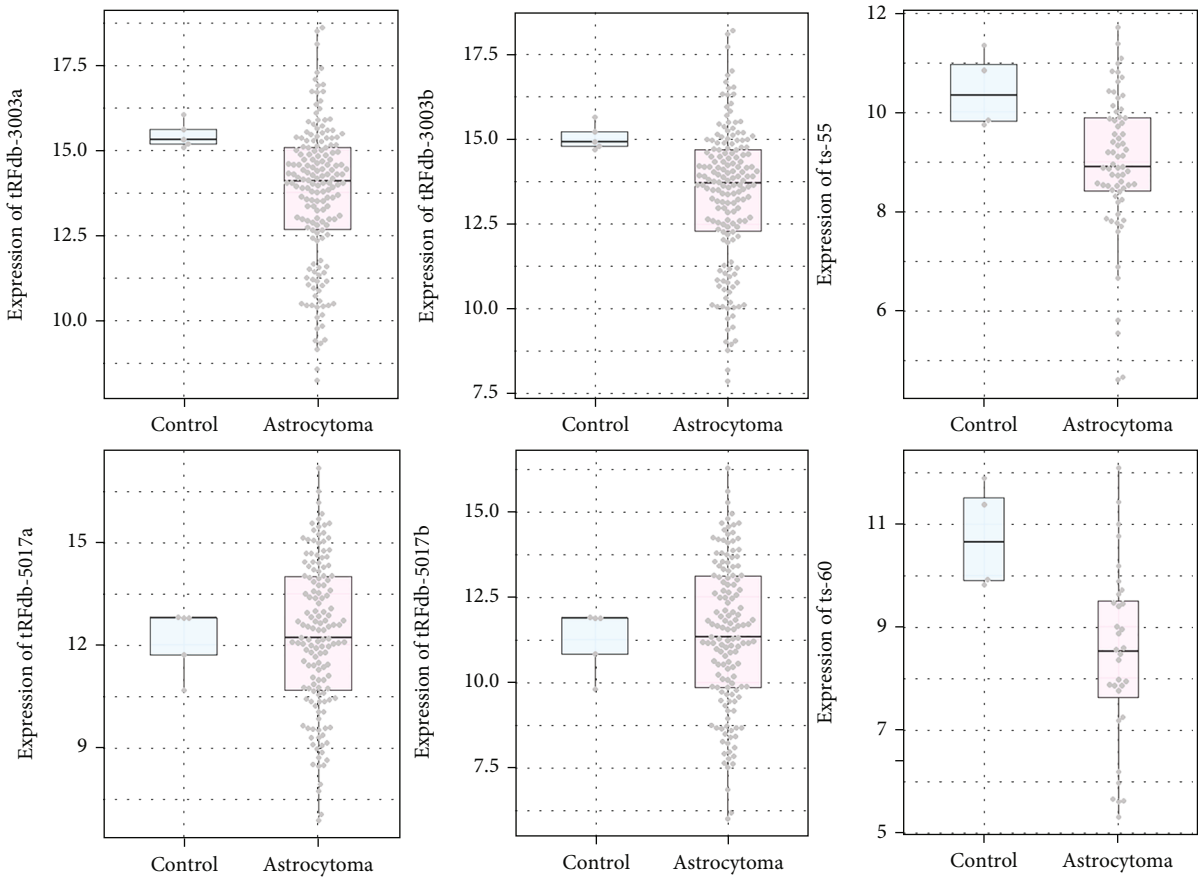 Expression of tRFdb-3003a
17.5
15.0
12.5
10.0
Control Astrocytoma
Expression of tRFdb-3003b
17.5
15.0
12.5
10.0
7.5
Control Astrocytoma
Expression of ts-55
12
10
8
6
Control Astrocytoma
Expression of tRFdb-5017a
15
12
9
Control Astrocytoma
Expression of tRFdb-5017b
15.0
12.5
10.0
7.5
Control Astrocytoma
Expression of ts-60
11
9
7
5
Control Astrocytoma